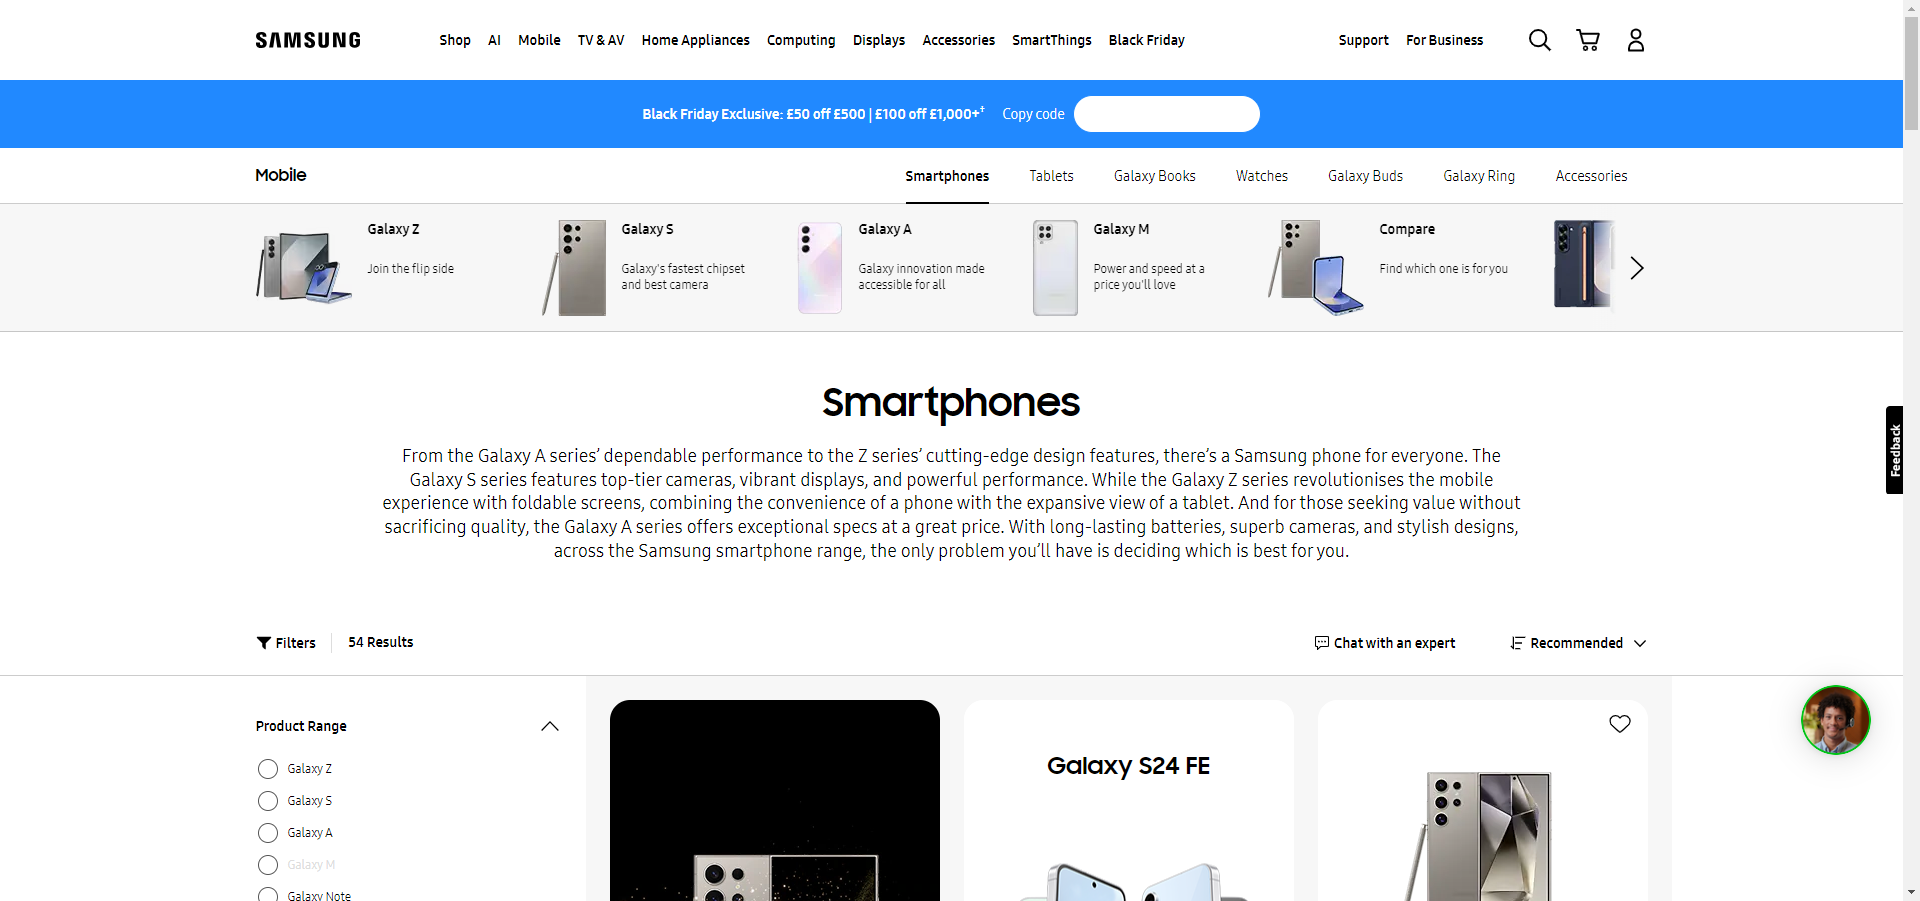 SAMSUNG
Shop AI Mobile TV & AV Home Appliances Computing Displays Accessories SmartThings Black Friday Support For Business
Black Friday Exclusive: £50 off £500 | £100 off £1,000+† Copy code
Mobile
Smartphones Tablets Galaxy Books Watches Galaxy Buds Galaxy Ring Accessories
Galaxy Z
Join the flip side
Galaxy S
Galaxy's fastest chipset
and best camera
Galaxy A
Galaxy innovation made
accessible for all
Galaxy M
Power and speed at a
price you'll love
Compare
Find which one is for you
Smartphones
From the Galaxy A series’ dependable performance to the Z series’ cutting-edge design features, there’s a Samsung phone for everyone. The
Galaxy S series features top-tier cameras, vibrant displays, and powerful performance. While the Galaxy Z series revolutionises the mobile
experience with foldable screens, combining the convenience of a phone with the expansive view of a tablet. And for those seeking value without
sacrificing quality, the Galaxy A series offers exceptional specs at a great price. With long-lasting batteries, superb cameras, and stylish designs,
across the Samsung smartphone range, the only problem you’ll have is deciding which is best for you.
Feedback
Filters 54 Results Chat with an expert Recommended
Product Range
Galaxy Z
Galaxy S
Galaxy A
Galaxy M
Galaxy Note
Galaxy S24 FE